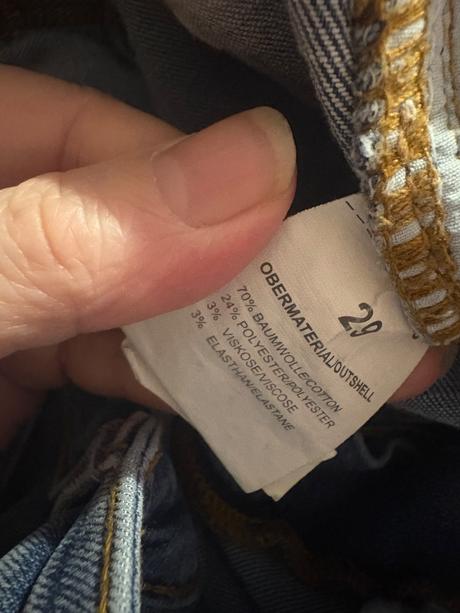 29
OBERMATERIAL/OUTSHELL
70% BAUMWOLLE/COTTON
24% POLYESTER/POLYESTER
3% VISKOSE/VISCOSE
3% ELASTHAN/ELASTANE